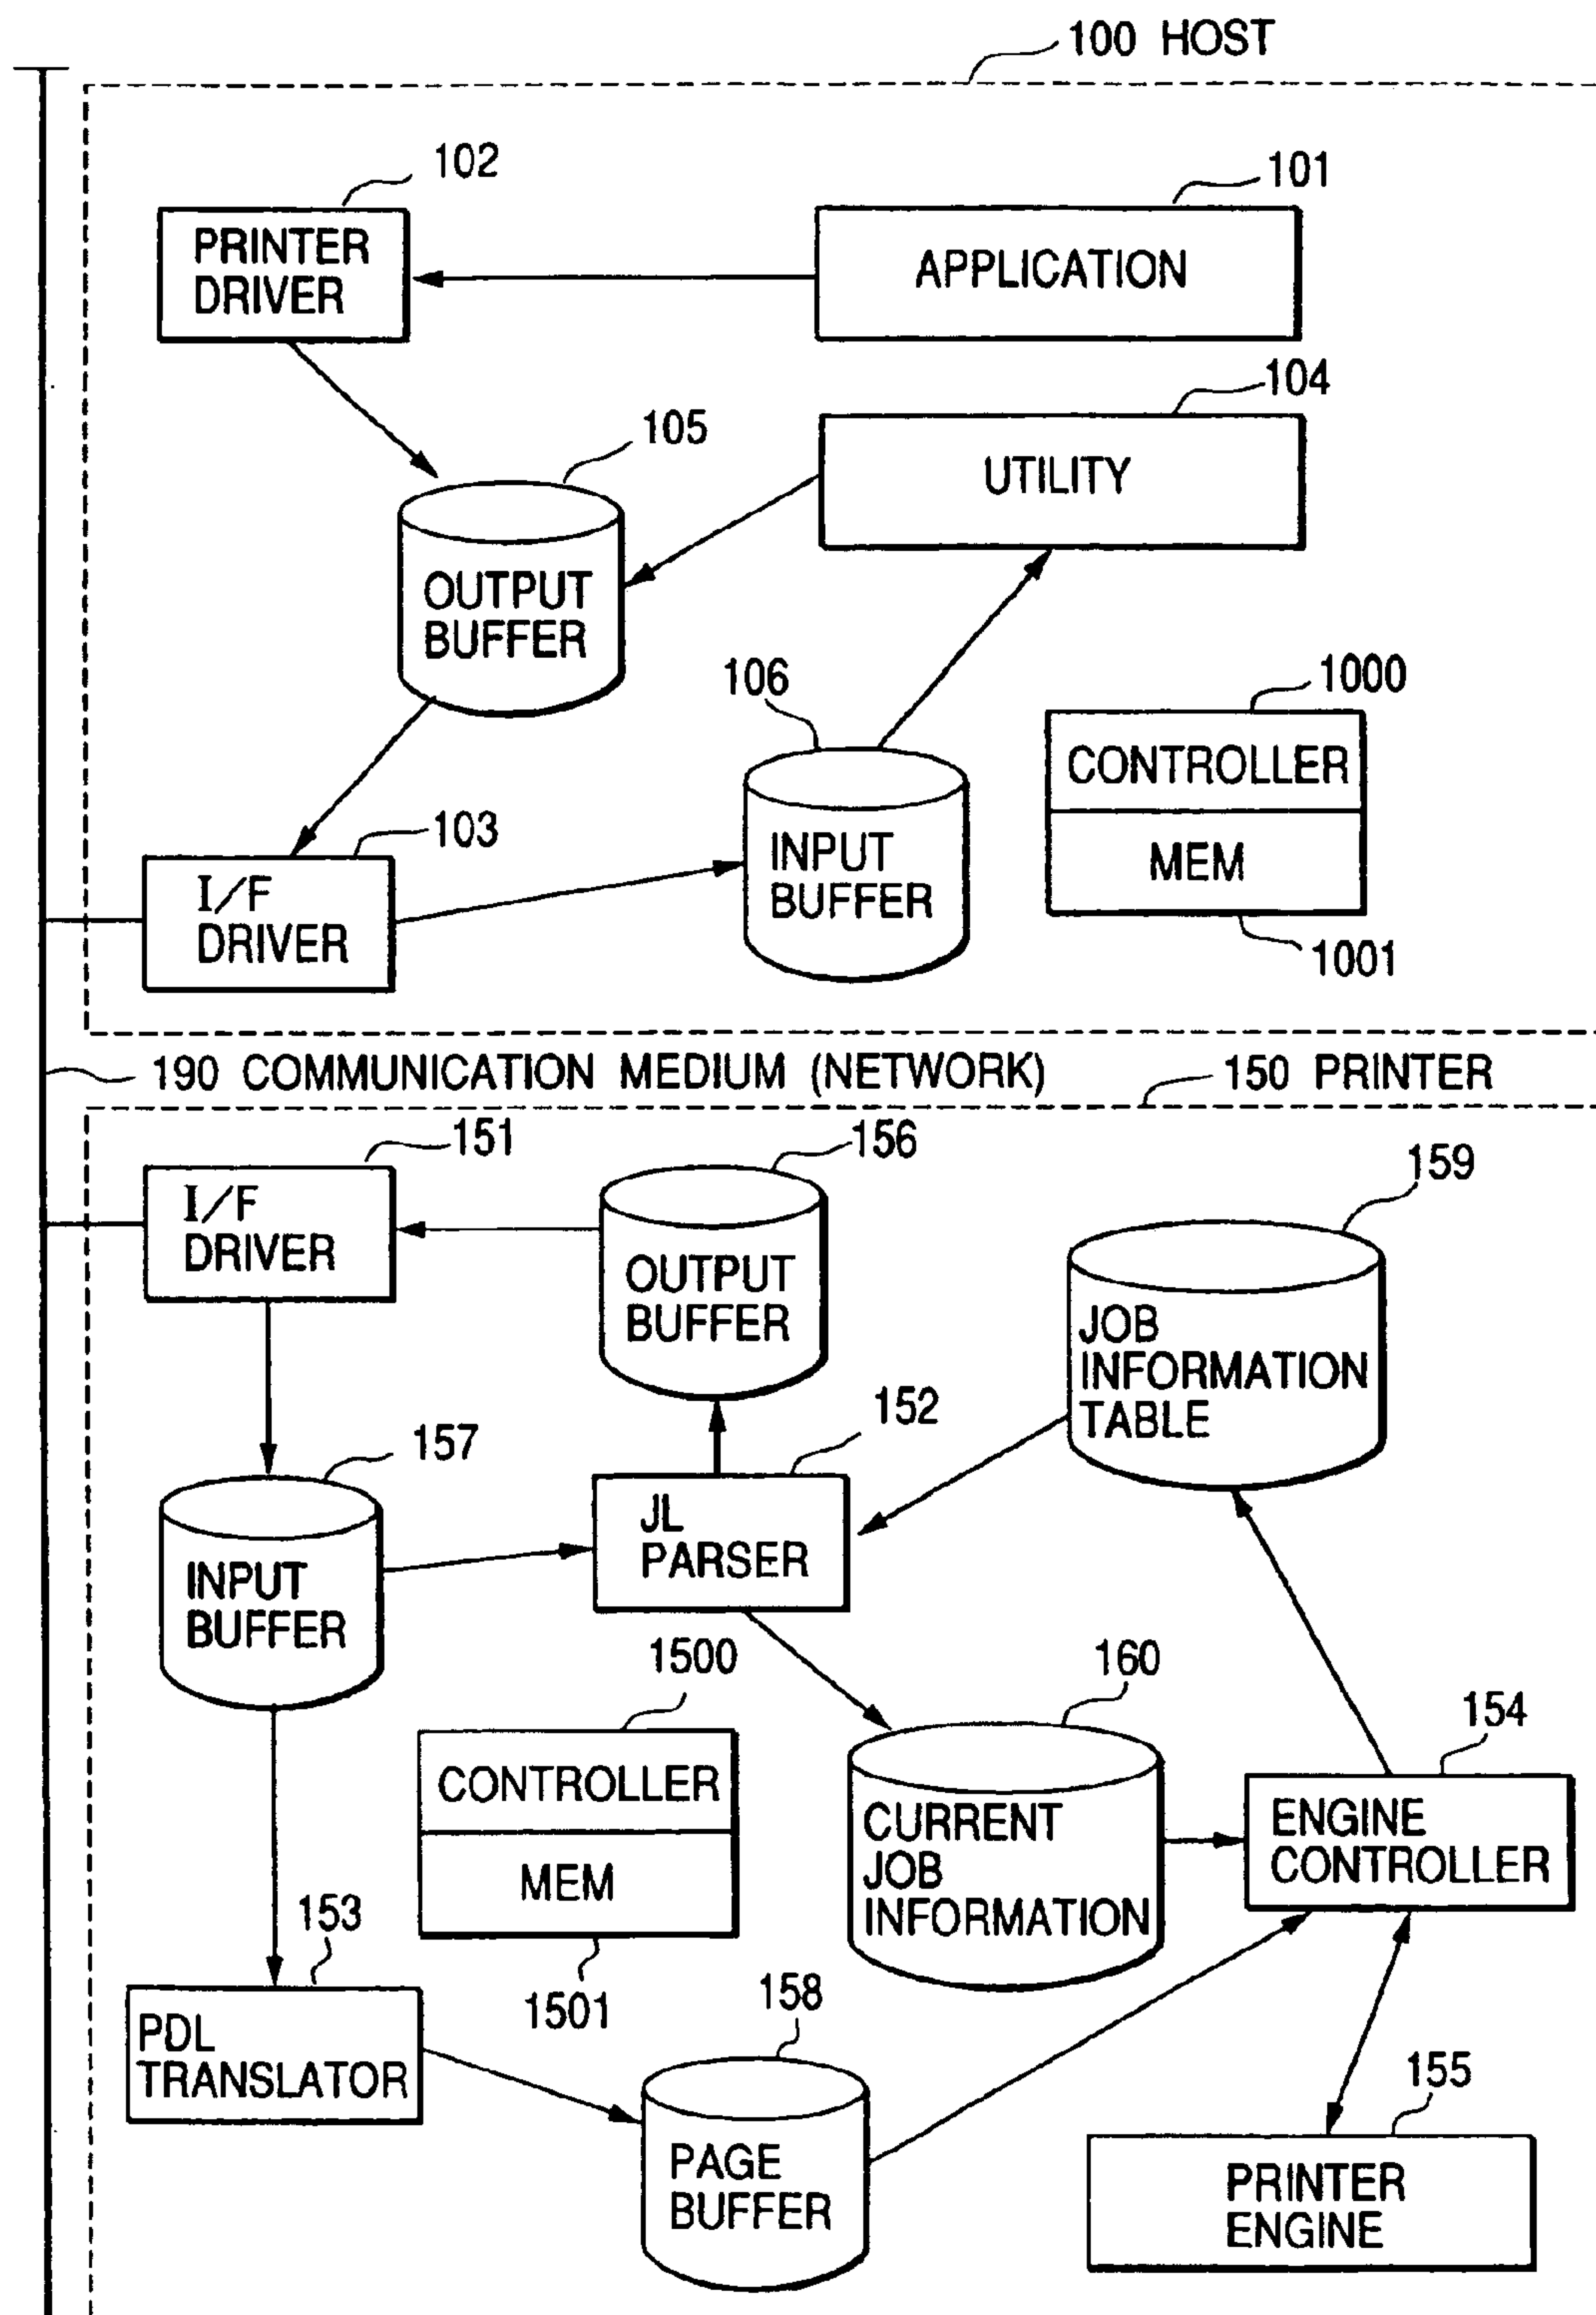 100 HOST
102
101
PRINTER
DRIVER
APPLICATION
104
105
UTILITY
OUTPUT
BUFFER
106
1000
CONTROLLER
103
INPUT
BUFFER
MEM
I/F
DRIVER
1001
190 COMMUNICATION MEDIUM (NETWORK)
150 PRINTER
151
156
159
I/F
DRIVER
OUTPUT
BUFFER
JOB
INFORMATION
TABLE
152
157
JL
PARSER
INPUT
BUFFER
1500
160
154
CONTROLLER
CURRENT
JOB
INFORMATION
ENGINE
CONTROLLER
MEM
153
1501
158
PDL
TRANSLATOR
155
PAGE
BUFFER
PRINTER
ENGINE